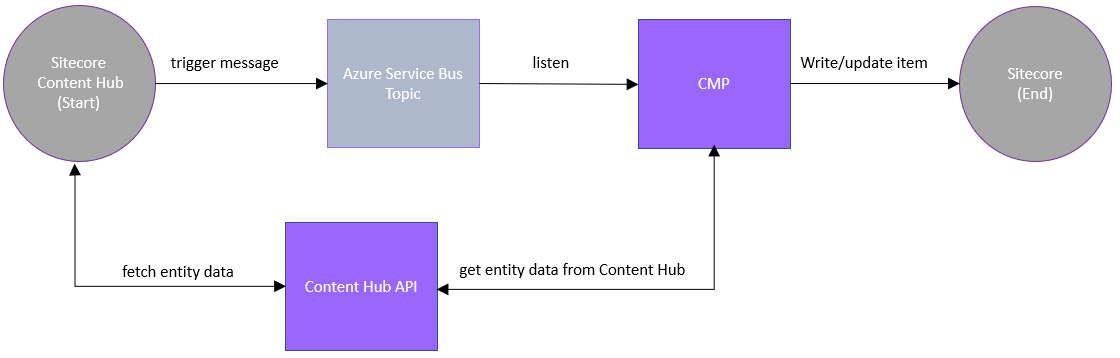 Sitecore
Content Hub
(Start)
trigger message
Azure Service Bus
Topic
listen
CMP
Write/update item
Sitecore
(End)
fetch entity data
Content Hub API
get entity data from Content Hub